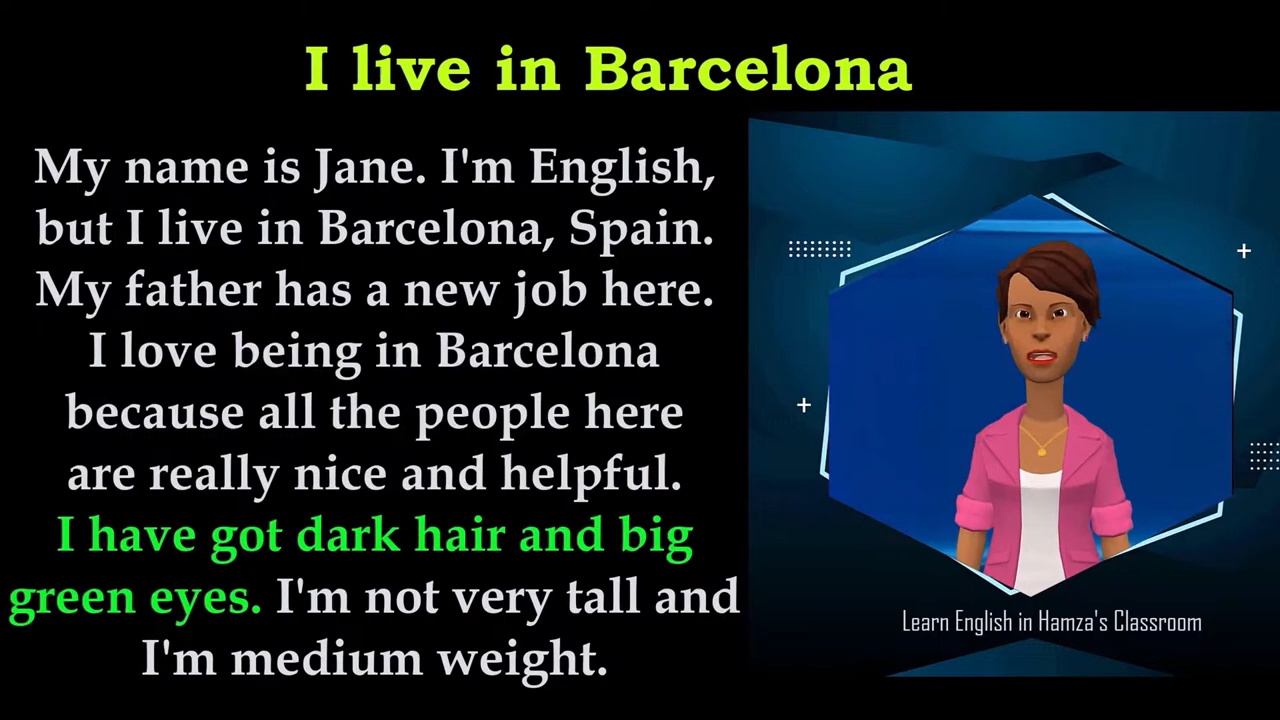 I live in Barcelona
My name is Jane. I'm English,
but I live in Barcelona, Spain.
My father has a new job here.
I love being in Barcelona
because all the people here
are really nice and helpful.
I have got dark hair and big
green eyes. I'm not very tall and
I'm medium weight.
Learn English in Hamza's Classroom